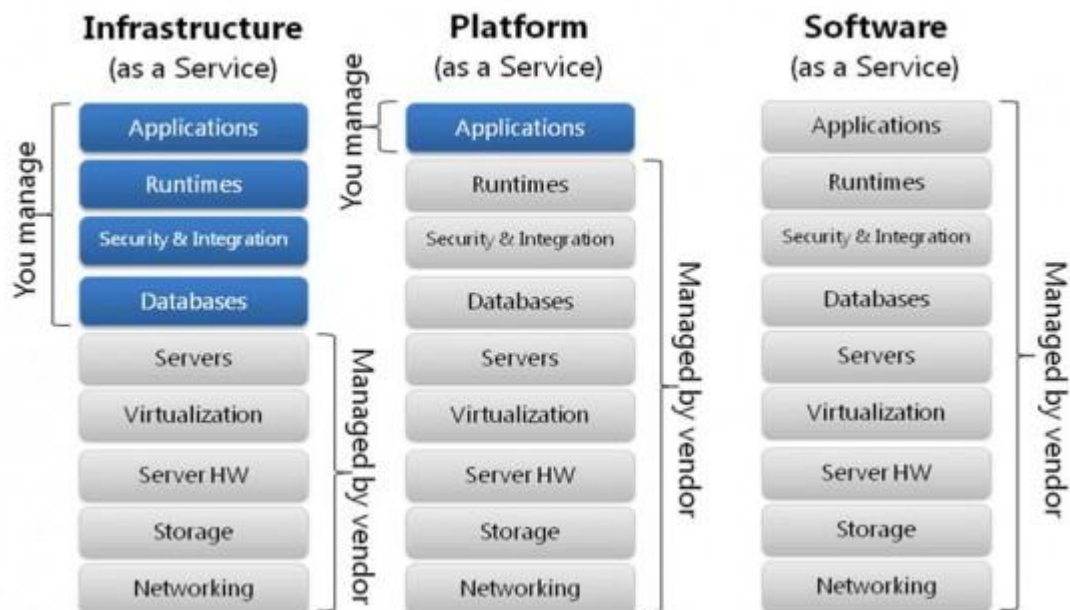 Infrastructure
(as a Service)
You manage
Applications
Runtimes
Security & Integration
Databases
Servers
Virtualization
Server HW
Storage
Networking
Managed by vendor
Platform
(as a Service)
You manage
Applications
Runtimes
Security & Integration
Databases
Servers
Virtualization
Server HW
Storage
Networking
Managed by vendor
Software
(as a Service)
Applications
Runtimes
Security & Integration
Databases
Servers
Virtualization
Server HW
Storage
Networking
Managed by vendor